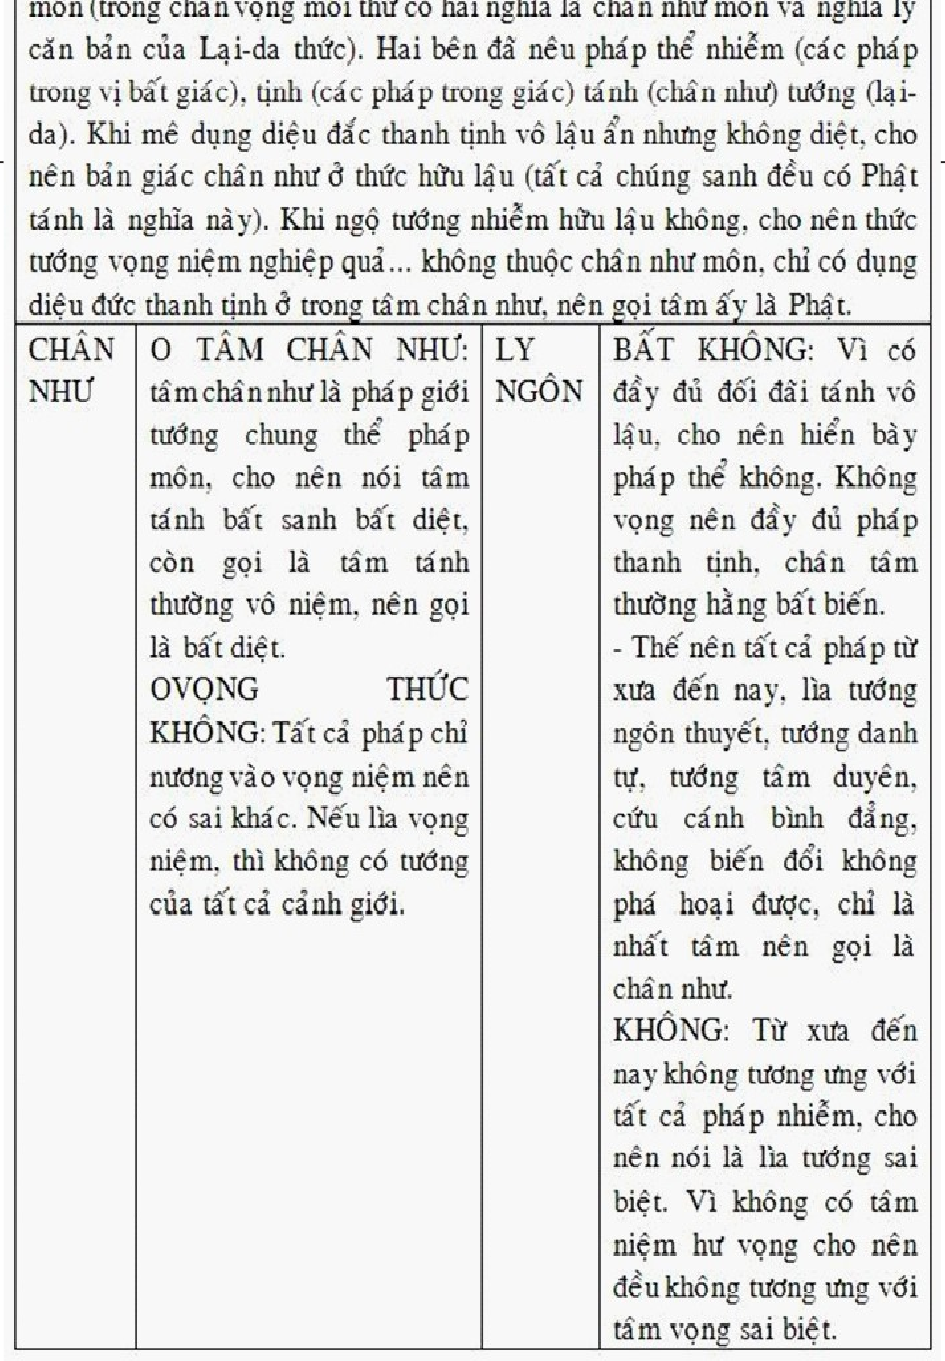 môn (trong chân vọng mỗi thứ có hai nghĩa là chân như môn và nghĩa lý
căn bản của Lại-da thức). Hai bên đã nêu pháp thể nhiễm (các pháp
trong vị bất giác), tịnh (các pháp trong giác) tánh (chân như) tướng (lại-
da). Khi mê dụng diệu đắc thanh tịnh vô lậu ẩn nhưng không diệt, cho
nên bản giác chân như ở thức hữu lậu (tất cả chúng sanh đều có Phật
tánh là nghĩa này). Khi ngộ tướng nhiễm hữu lậu không, cho nên thức
tướng vọng niệm nghiệp quả... không thuộc chân như môn, chỉ có dụng
diệu đức thanh tịnh ở trong tâm chân như, nên gọi tâm ấy là Phật.
CHÂN
NHƯ
O TÂM CHÂN NHƯ:
tâm chân như là pháp giới
tướng chung thể pháp
môn, cho nên nói tâm
tánh bất sanh bất diệt,
còn gọi là tâm tánh
thường vô niệm, nên gọi
là bất diệt.
OVỌNG THỨC
KHÔNG: Tất cả pháp chỉ
nương vào vọng niệm nên
có sai khác. Nếu lìa vọng
niệm, thì không có tướng
của tất cả cảnh giới.
LY
NGÔN
BẤT KHÔNG: Vì có
đầy đủ đối đãi tánh vô
lậu, cho nên hiển bày
pháp thể không. Không
vọng nên đầy đủ pháp
thanh tịnh, chân tâm
thường hằng bất biến.
- Thế nên tất cả pháp từ
xưa đến nay, lìa tướng
ngôn thuyết, tướng danh
tự, tướng tâm duyên,
cứu cánh bình đẳng,
không biến đổi không
phá hoại được, chỉ là
nhất tâm nên gọi là
chân như.
KHÔNG: Từ xưa đến
nay không tương ưng với
tất cả pháp nhiễm, cho
nên nói là lìa tướng sai
biệt. Vì không có tâm
niệm hư vọng cho nên
đều không tương ưng với
tâm vọng sai biệt.